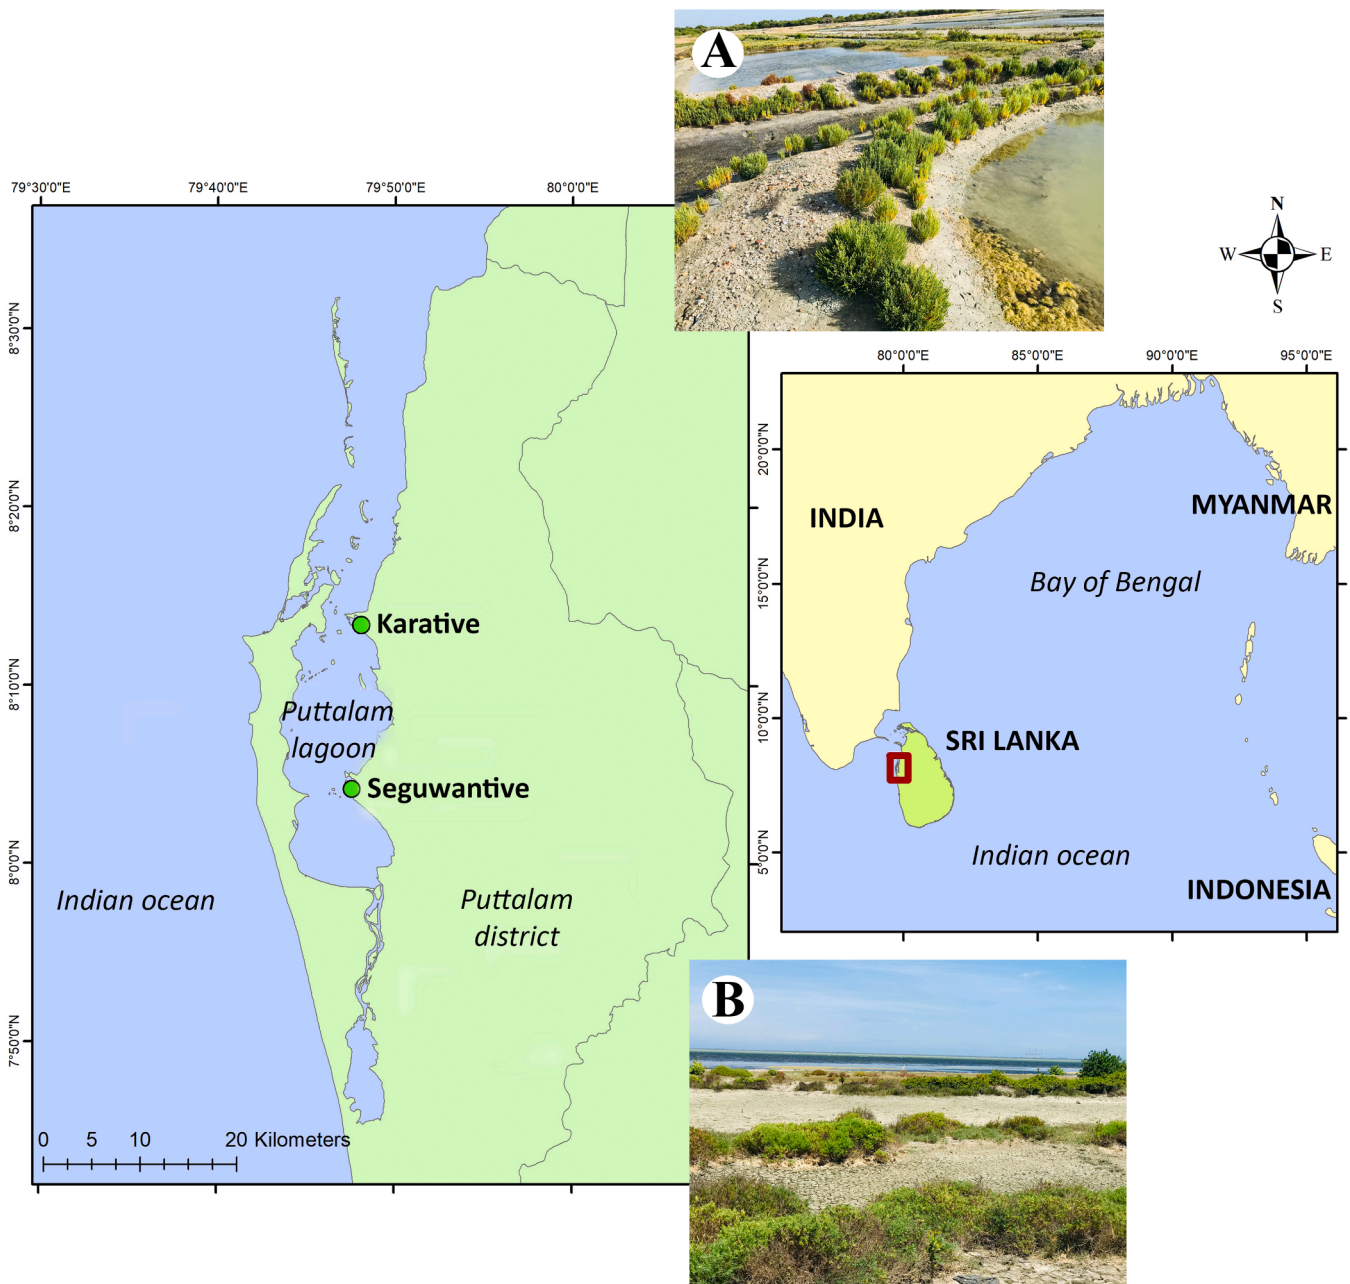 A
79°30'0"E
79°40'0"E
79°50'0"E
80°0'0"E
N
W
E
S
8°30'0"N
8°20'0"N
8°10'0"N
8°0'0"N
7°50'0"N
Karative
Puttalam
lagoon
Seguwantive
Indian ocean
Puttalam
district
0 5 10 20 Kilometers
80°0'0"E
85°0'0"E
90°0'0"E
95°0'0"E
20°0'0"N
15°0'0"N
10°0'0"N
5°0'0"N
INDIA
MYANMAR
Bay of Bengal
SRI LANKA
Indian ocean
INDONESIA
B